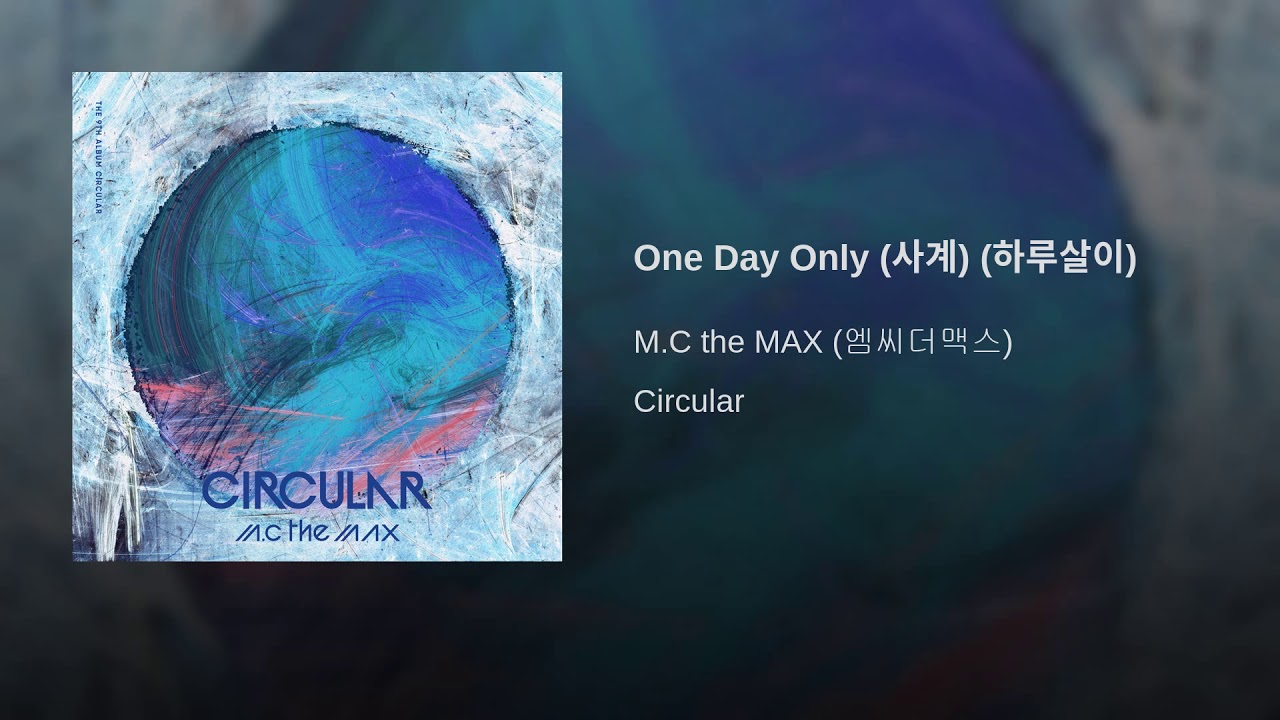 THE 9TH ALBUM CIRCULAR
CIRCULAR
M.C the MAX
One Day Only (사계) (하루살이)
M.C the MAX (엠씨더맥스)
Circular